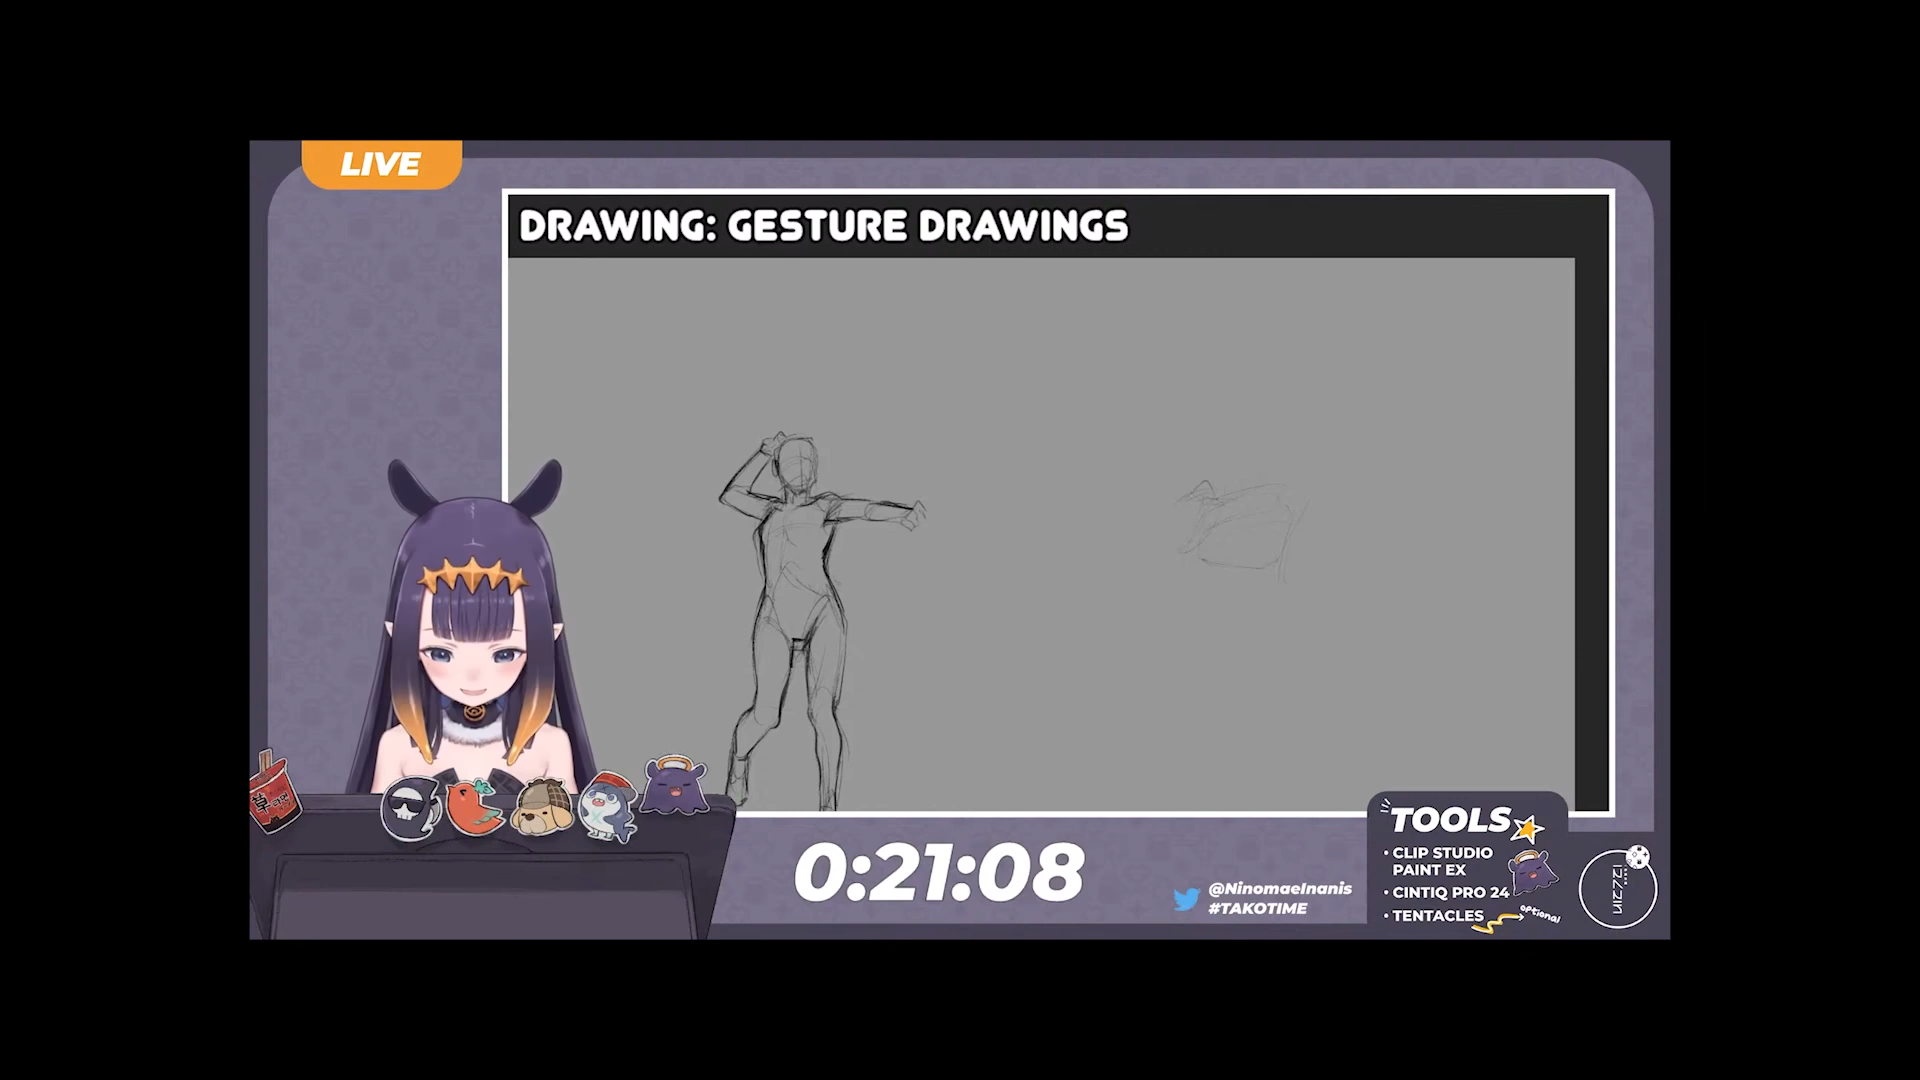 LIVE
DRAWING: GESTURE DRAWINGS
0:21:08
@NinomaeInanis
#TAKOTIME
TOOLS
• CLIP STUDIO
PAINT EX
• CINTIQ PRO 24
• TENTACLES
optional